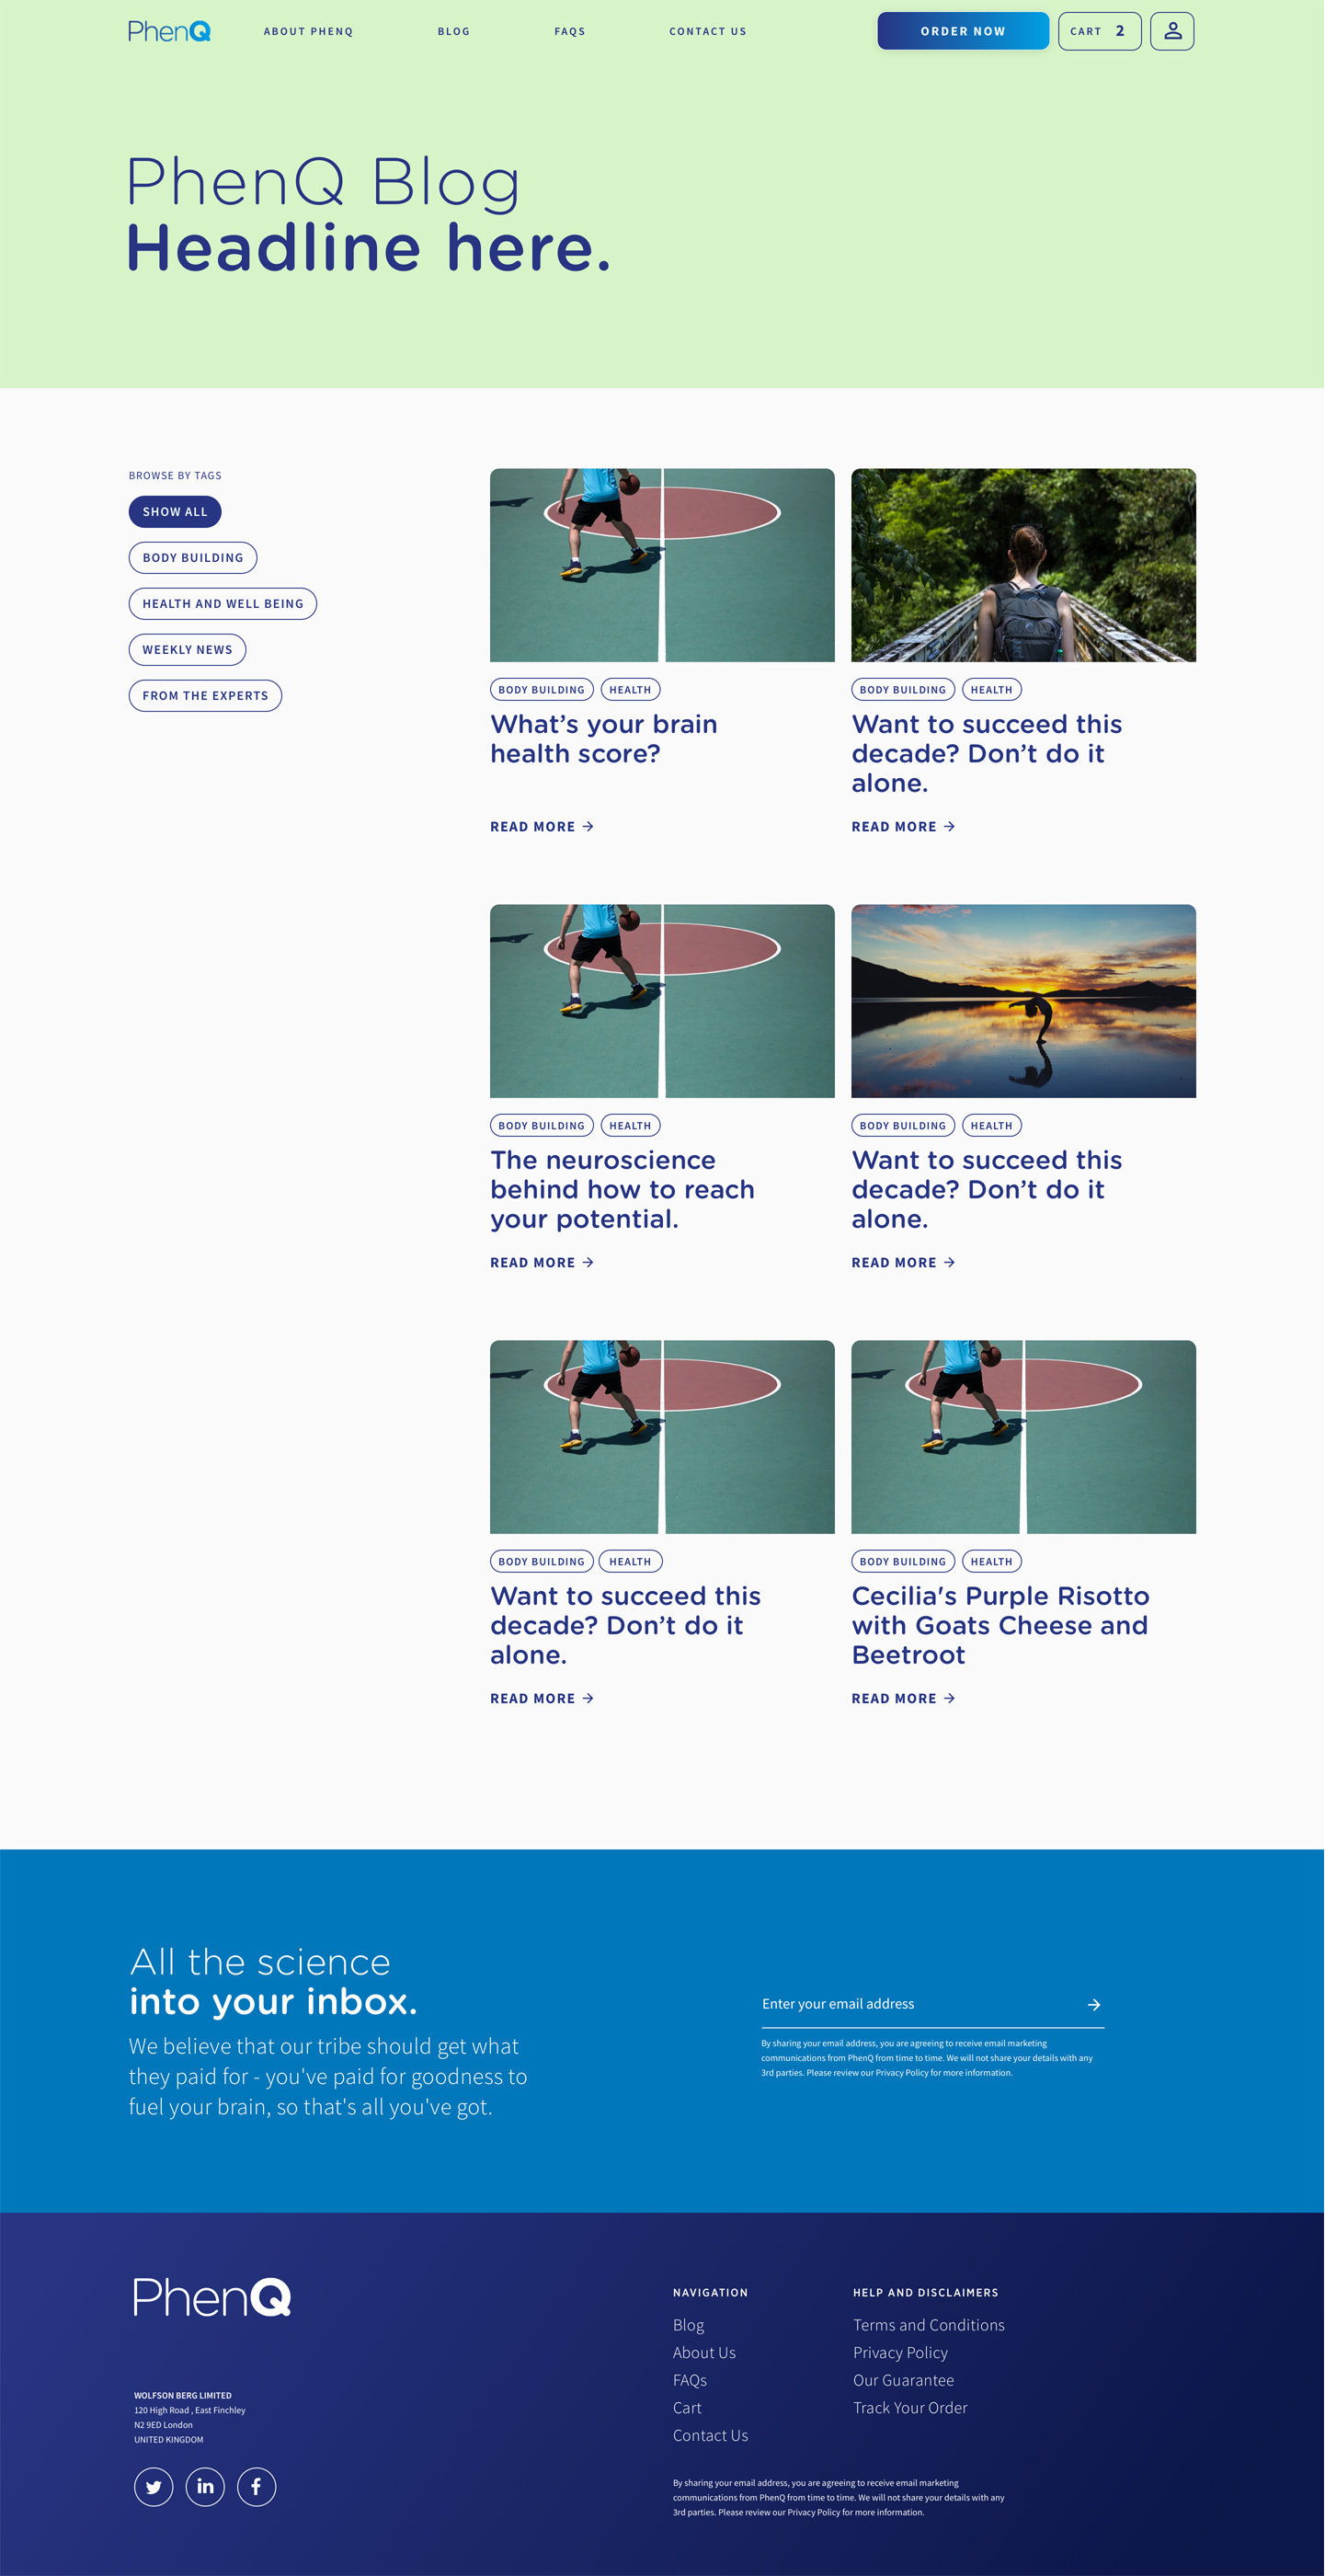 PhenQ
ABOUT PHENQ
BLOG
FAQS
CONTACT US
ORDER NOW
CART 2
PhenQ Blog
Headline here.
BROWSE BY TAGS
SHOW ALL
BODY BUILDING
HEALTH AND WELL BEING
WEEKLY NEWS
FROM THE EXPERTS
BODY BUILDING
HEALTH
What’s your brain
health score?
READ MORE →
BODY BUILDING
HEALTH
Want to succeed this
decade? Don’t do it
alone.
READ MORE →
BODY BUILDING
HEALTH
The neuroscience
behind how to reach
your potential.
READ MORE →
BODY BUILDING
HEALTH
Want to succeed this
decade? Don’t do it
alone.
READ MORE →
BODY BUILDING
HEALTH
Want to succeed this
decade? Don’t do it
alone.
READ MORE →
BODY BUILDING
HEALTH
Cecilia's Purple Risotto
with Goats Cheese and
Beetroot
READ MORE →
All the science
into your inbox.
We believe that our tribe should get what
they paid for - you've paid for goodness to
fuel your brain, so that's all you've got.
Enter your email address →
By sharing your email address, you are agreeing to receive email marketing
communications from PhenQ from time to time. We will not share your details with any
3rd parties. Please review our Privacy Policy for more information.
PhenQ
WOLFSON BERG LIMITED
120 High Road , East Finchley
N2 9ED London
UNITED KINGDOM
in
f
NAVIGATION
Blog
About Us
FAQs
Cart
Contact Us
HELP AND DISCLAIMERS
Terms and Conditions
Privacy Policy
Our Guarantee
Track Your Order
By sharing your email address, you are agreeing to receive email marketing
communications from PhenQ from time to time. We will not share your details with any
3rd parties. Please review our Privacy Policy for more information.